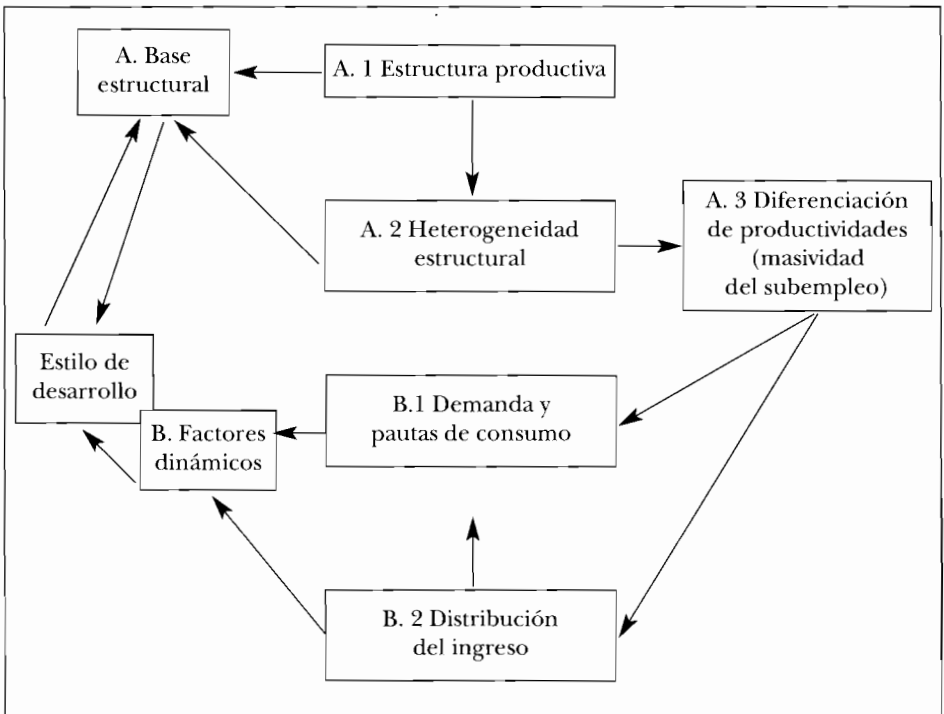 A. Base
estructural
A. 1 Estructura productiva
A. 2 Heterogeneidad
estructural
A. 3 Diferenciación
de productividades
(masividad
del subempleo)
Estilo de
desarrollo
B. Factores
dinámicos
B.1 Demanda y
pautas de consumo
B. 2 Distribución
del ingreso